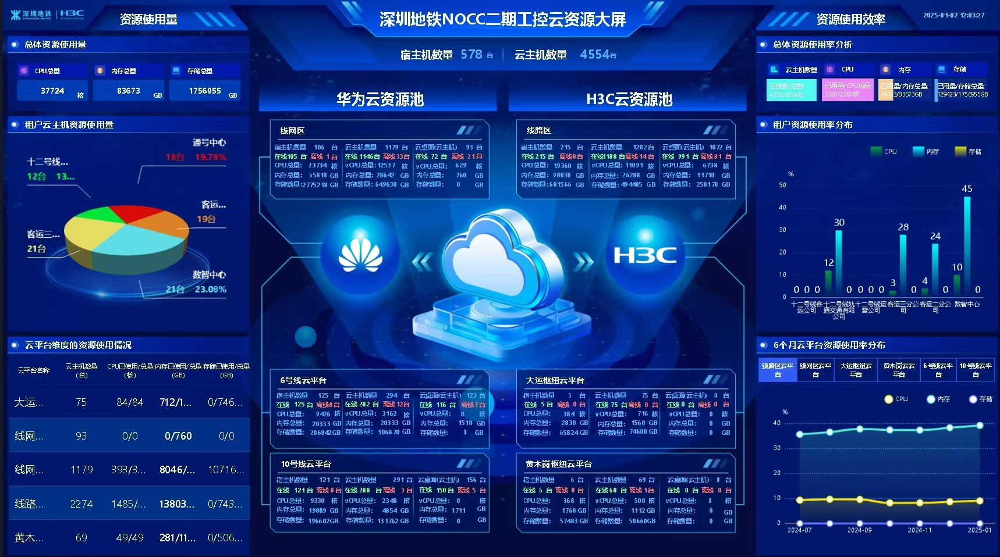 深圳地铁 H3C
资源使用量
深圳地铁NOCC二期工控云资源大屏
资源使用效率
2025-01-02 12:03:27
宿主机数量 578 台 云主机数量 4554台
总体资源使用量
CPU总量 内存总量 存储总量
37724 核 83673 GB 1756955 GB
租户云主机资源使用量
通号中心
18台 19.78%
十二号线...
12台 13...
客运...
19台
客运三...
21台
数智中心
21台 23.08%
云平台维度的资源使用情况
云平台名称 云主机数量(台) CPU已使用/总量(核) 内存已使用/总量(GB) 存储已使用/总量(GB)
大运... 75 84/84 712/1... 0/746...
线网... 93 0/0 0/760 0/0
线网... 1179 393/3... 8046/... 10716...
线路... 2274 1485/... 13803... 0/743...
黄木... 69 49/49 281/11... 0/506...
华为云资源池
H3C云资源池
线网区
宿主机数量 106 台 云主机数量 1179 台 云桌面(云主机) 93 台
在线105 台 离线 1台 在线 1146台 离线33台 在线 72 台 离线 21台
CPU总量: 23734 核 vCPU总量:12537 核 vCPU总量: 629 核
内存总量: 65818 GB 内存总量: 28642 GB 内存总量: 760 GB
存储数量:2775218 GB 存储数量: 649630 GB 存储数量: 0 GB
线路区
宿主机数量 215 台 云主机数量 1202台 云桌面(云主机) 1072 台
在线215 台 离线0台 在线1188 台离线14台 在线 991 台离线81 台
CPU总量: 19360 核 vCPU总量: 11091 核 vCPU总量: 6738 核
内存总量: 98038 GB 内存总量: 26288 GB 内存总量: 11710 GB
存储数量:681566 GB 存储数量: 494485 GB 存储数量: 250178 GB
H3C
6号线云平台
宿主机数量 125 台 云主机数量 294 台 云桌面(云主机) 123 台
在线 125 台 离线0台 在线 282 台 离线12台 在线 116 台 离线7台
CPU总量: 9426 核 vCPU总量: 3162 核 vCPU总量: 0 核
内存总量: 20333 GB 内存总量: 20333 GB 内存总量: 1518 GB
存储数量: 206842GB 存储数量: 106870 GB 存储数量: 0 GB
大运枢纽云平台
宿主机数量 5 台 云主机数量 75 台 云桌面(云主机) 0 台
在线 5 台 离线 0 台 在线 75 台 离线 0 台 在线 0 台 离线 0 台
CPU总量: 384 核 vCPU总量: 716 核 vCPU总量: 0 核
内存总量: 2830 GB 内存总量: 1560 GB 内存总量: 0 GB
存储数量: 65824 GB 存储数量: 74600 GB 存储数量: 0 GB
10号线云平台
宿主机数量 121 台 云主机数量 291 台 云桌面(云主机) 156 台
在线 121 台 离线0 台 在线 288 台 离线 3 台 在线 150 台 离线 5 台
CPU总量: 9330 核 vCPU总量: 2348 核 vCPU总量: 0 核
内存总量: 19889 GB 内存总量: 4854 GB 内存总量: 1711 GB
存储数量: 196602GB 存储数量: 131762 GB 存储数量: 0 GB
黄木岗枢纽云平台
宿主机数量 6 台 云主机数量 69 台 云桌面(云主机) 0 台
在线 6 台 离线 0 台 在线68 台 离线 1台 在线 0 台 离线 0 台
CPU总量: 368 核 vCPU总量: 500 核 vCPU总量: 0 核
内存总量: 1760 GB 内存总量: 1112 GB 内存总量: 0 GB
存储数量: 57483 GB 存储数量: 50660GB 存储数量: 0 GB
总体资源使用率分析
云主机数量 CPU 内存 存储
在线数/总数 已用量/CPU总量 已用量/内存总量 已用量/存储总量
4376/4554台 2261/2261核 24323/83673GB 129423/1756955GB
租户资源使用率分布
CPU 内存 存储
%
50
40
30
20
10
0
0 0 0 12 30 0 0 0 0 3 28 0 4 24 0 10 45 0
十二号线客运公司 十二号线轨道交通有限公司 十二号线运营公司 客运三分公司 客运二分公司 数智中心
6个月云平台资源使用率分布
线路区云平台 线网区云平台 大运枢纽云平台 黄木岗云云平台 6号线云平台 10号线云平台
CPU 内存 存储
%
40
30
20
10
0
2024-07 2024-09 2024-11 2025-01